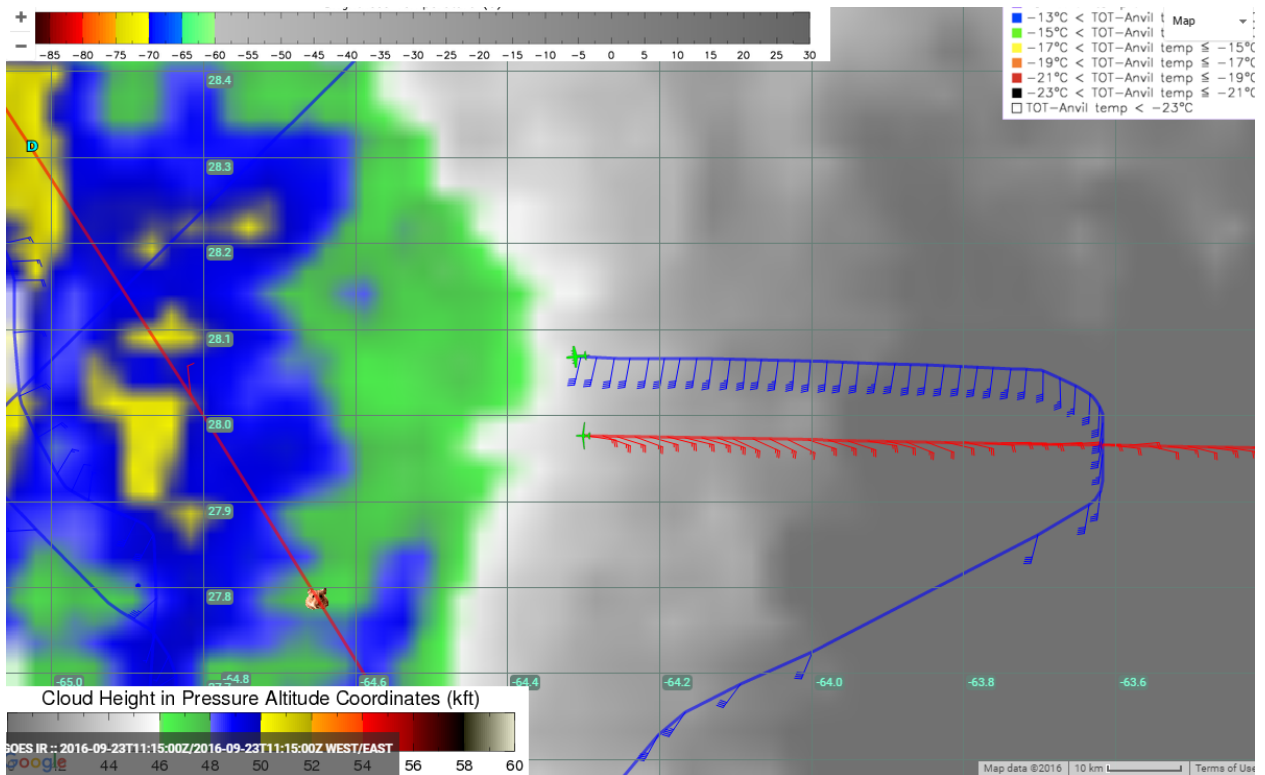 +
−
-85 -80 -75 -70 -65 -60 -55 -50 -45 -40 -35 -30 -25 -20 -15 -10 -5 0 5 10 15 20 25 30
−13°C < TOT−Anvil t
−15°C < TOT−Anvil t
Map
−17°C < TOT−Anvil temp ≦ −15°C
−19°C < TOT−Anvil temp ≦ −17°C
−21°C < TOT−Anvil temp ≦ −19°C
−23°C < TOT−Anvil temp ≦ −21°C
TOT−Anvil temp < −23°C
28.4
D
28.3
28.2
28.1
28.0
27.9
27.8
-65.0 -64.8 -64.6 -64.4 -64.2 -64.0 -63.8 -63.6
Cloud Height in Pressure Altitude Coordinates (kft)
GOES IR :: 2016-09-23T11:15:00Z/2016-09-23T11:15:00Z WEST/EAST
Google
44 46 48 50 52 54 56 58 60
Map data ©2016 10 km Terms of Use